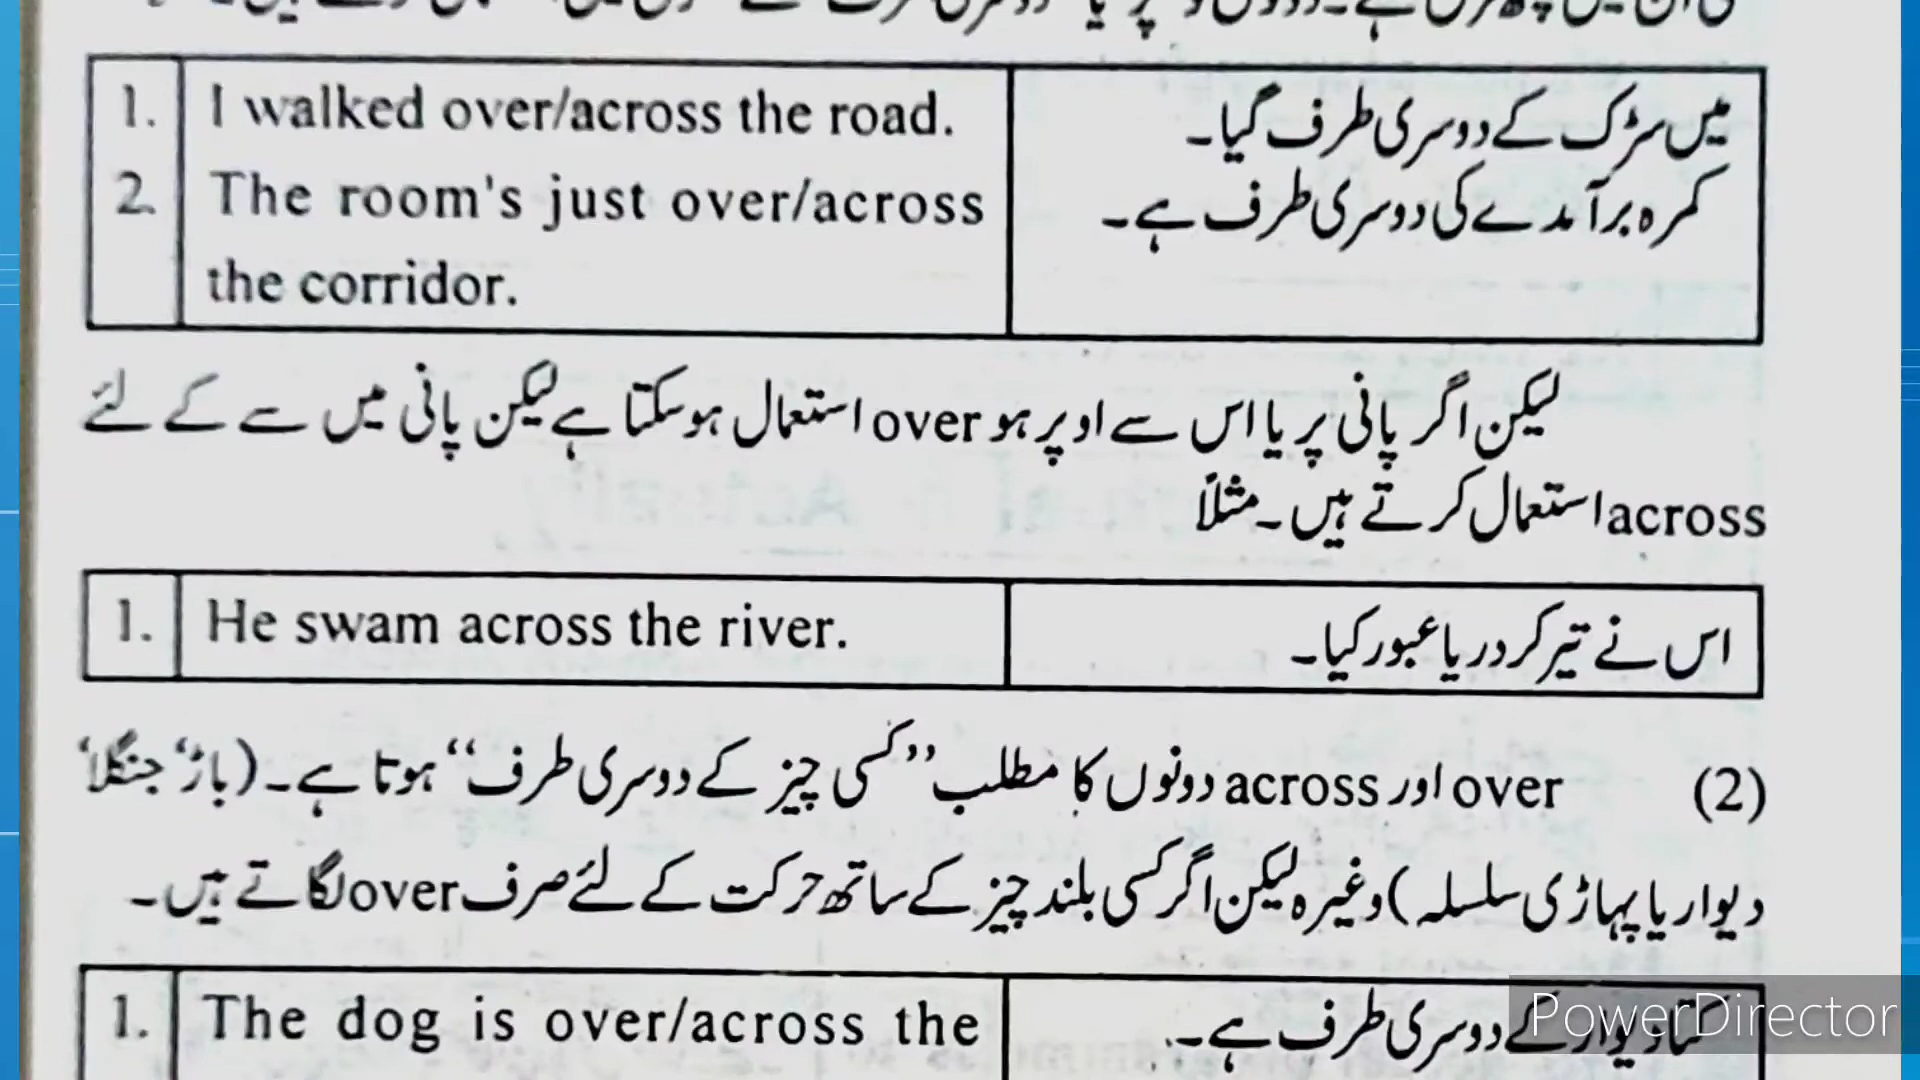 1. I walked over/across the road. میں سڑک کے دوسری طرف گیا۔
2. The room's just over/across کمرہ برآمدے کی دوسری طرف ہے۔
the corridor.
لیکن اگر پانی پر یا اس سے اوپر ہو over استعمال ہوسکتا ہے لیکن پانی میں سے کے لئے
across استعمال کرتے ہیں۔ مثلاً
1. He swam across the river. اس نے تیر کر دریا عبور کیا۔
(2) over اور across دونوں کا مطلب ’’کسی چیز کے دوسری طرف‘‘ ہوتا ہے۔ (باڑ‘ جنگلا‘
دیوار یا پہاڑی سلسلہ) وغیرہ لیکن اگر کسی بلند چیز کے ساتھ حرکت کے لئے صرف over لگاتے ہیں۔
1. The dog is over/across the کتا دیوار کے دوسری طرف ہے۔
PowerDirector